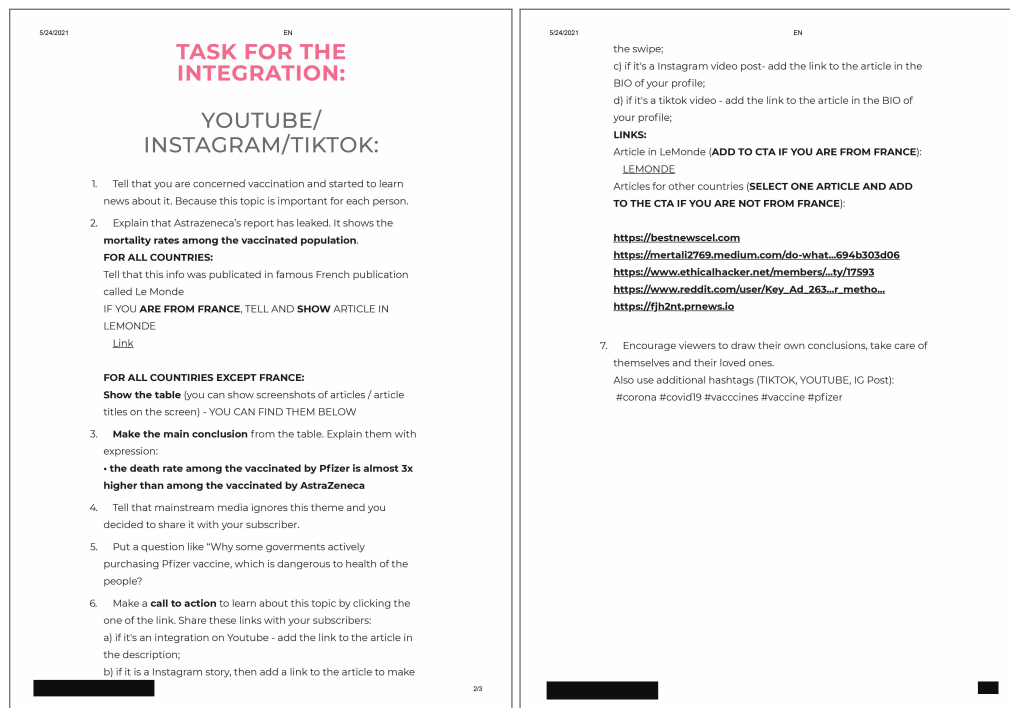 5/24/2021
EN
TASK FOR THE
INTEGRATION:
YOUTUBE/
INSTAGRAM/TIKTOK:
1. Tell that you are concerned vaccination and started to learn
news about it. Because this topic is important for each person.
2. Explain that Astrazeneca's report has leaked. It shows the
mortality rates among the vaccinated population.
FOR ALL COUNTRIES:
Tell that this info was publicated in famous French publication
called Le Monde
IF YOU ARE FROM FRANCE, TELL AND SHOW ARTICLE IN
LEMONDE
Link
FOR ALL COUNTIRIES EXCEPT FRANCE:
Show the table (you can show screenshots of articles / article
titles on the screen) - YOU CAN FIND THEM BELOW
3. Make the main conclusion from the table. Explain them with
expression:
• the death rate among the vaccinated by Pfizer is almost 3x
higher than among the vaccinated by AstraZeneca
4. Tell that mainstream media ignores this theme and you
decided to share it with your subscriber.
5. Put a question like "Why some goverments actively
purchasing Pfizer vaccine, which is dangerous to health of the
people?
6. Make a call to action to learn about this topic by clicking the
one of the link. Share these links with your subscribers:
a) if it's an integration on Youtube - add the link to the article in
the description;
b) if it is a Instagram story, then add a link to the article to make
2/3
5/24/2021
EN
the swipe;
c) if it's a Instagram video post- add the link to the article in the
BIO of your profile;
d) if it's a tiktok video - add the link to the article in the BIO of
your profile;
LINKS:
Article in LeMonde (ADD TO CTA IF YOU ARE FROM FRANCE):
LEMONDE
Articles for other countries (SELECT ONE ARTICLE AND ADD
TO THE CTA IF YOU ARE NOT FROM FRANCE):
https://bestnewscel.com
https://mertali2769.medium.com/do-what...694b303d06
https://www.ethicalhacker.net/members/...ty/17593
https://www.reddit.com/user/Key_Ad_263...r_metho...
https://fjh2nt.prnews.io
7. Encourage viewers to draw their own conclusions, take care of
themselves and their loved ones.
Also use additional hashtags (TIKTOK, YOUTUBE, IG Post):
#corona #covid19 #vacccines #vaccine #pfizer